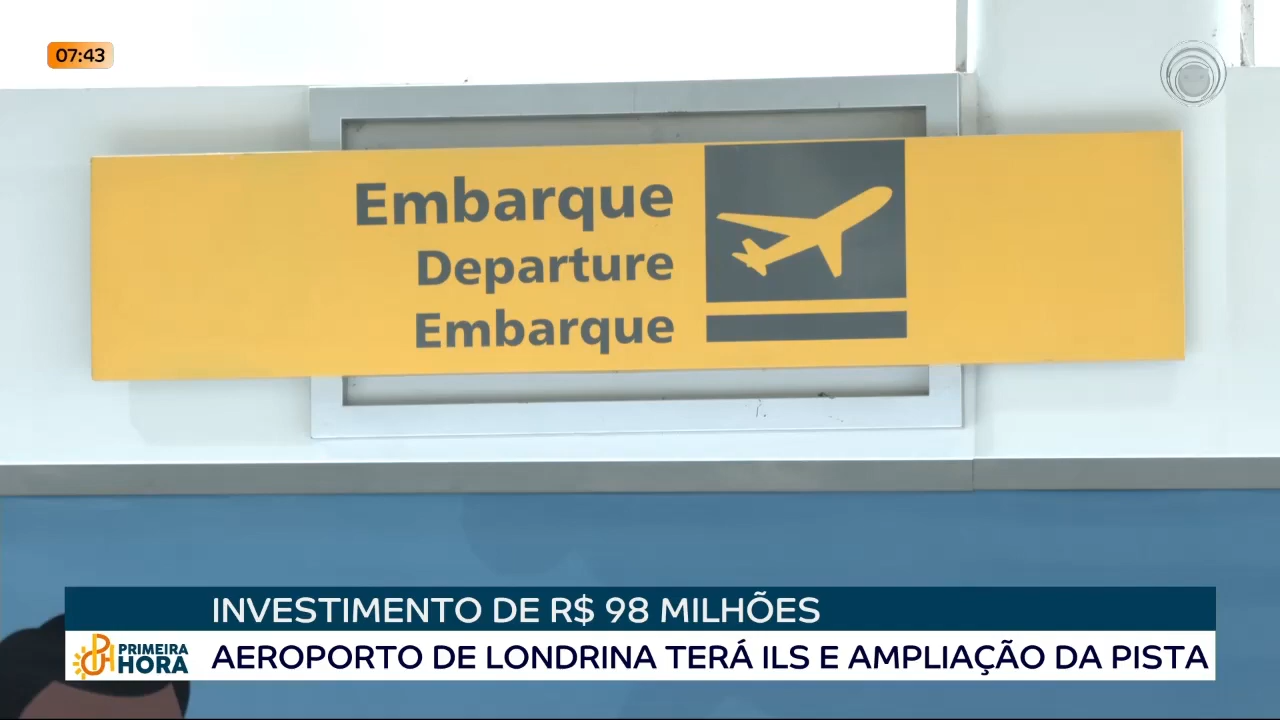 07:43
Embarque
Departure
Embarque
INVESTIMENTO DE R$ 98 MILHÕES
PRIMEIRA
HORA
AEROPORTO DE LONDRINA TERÁ ILS E AMPLIAÇÃO DA PISTA